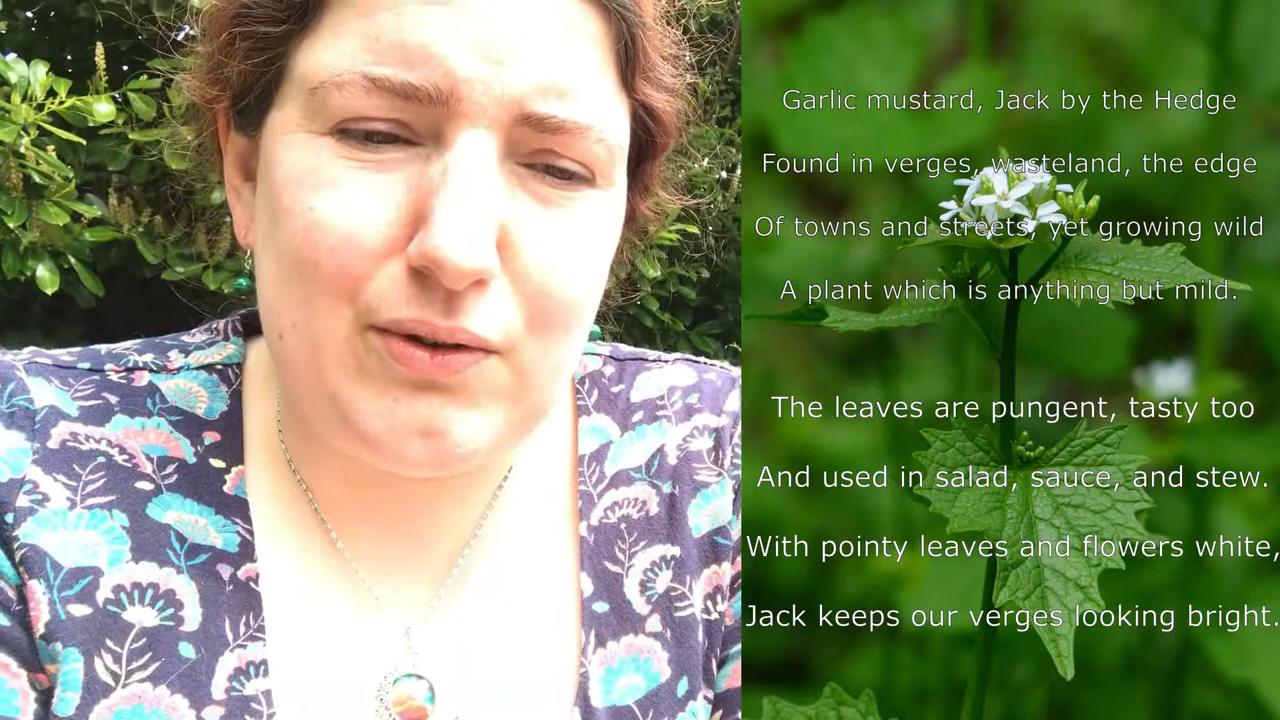 Garlic mustard, Jack by the Hedge
Found in verges, wasteland, the edge
Of towns and streets, yet growing wild
A plant which is anything but mild.
The leaves are pungent, tasty too
And used in salad, sauce, and stew.
With pointy leaves and flowers white,
Jack keeps our verges looking bright.